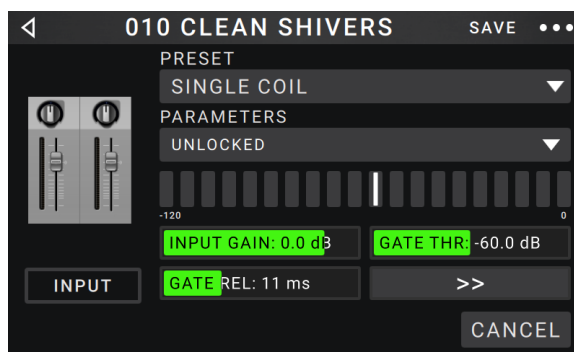 010 CLEAN SHIVERS SAVE
PRESET
SINGLE COIL
PARAMETERS
UNLOCKED
-120 0
INPUT GAIN: 0.0 dB GATE THR: -60.0 dB
INPUT GATE REL: 11 ms >>
CANCEL